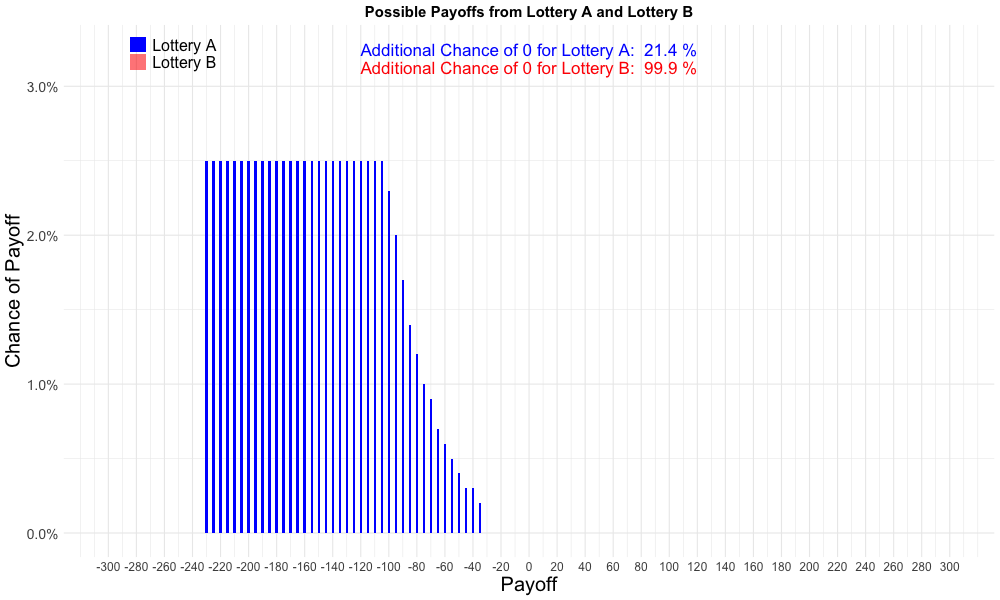 Possible Payoffs from Lottery A and Lottery B
Lottery A
Lottery B
Additional Chance of 0 for Lottery A: 21.4 %
Additional Chance of 0 for Lottery B: 99.9 %
3.0%
2.0%
1.0%
0.0%
Chance of Payoff
-300 -280 -260 -240 -220 -200 -180 -160 -140 -120 -100 -80 -60 -40 -20 0 20 40 60 80 100 120 140 160 180 200 220 240 260 280 300
Payoff